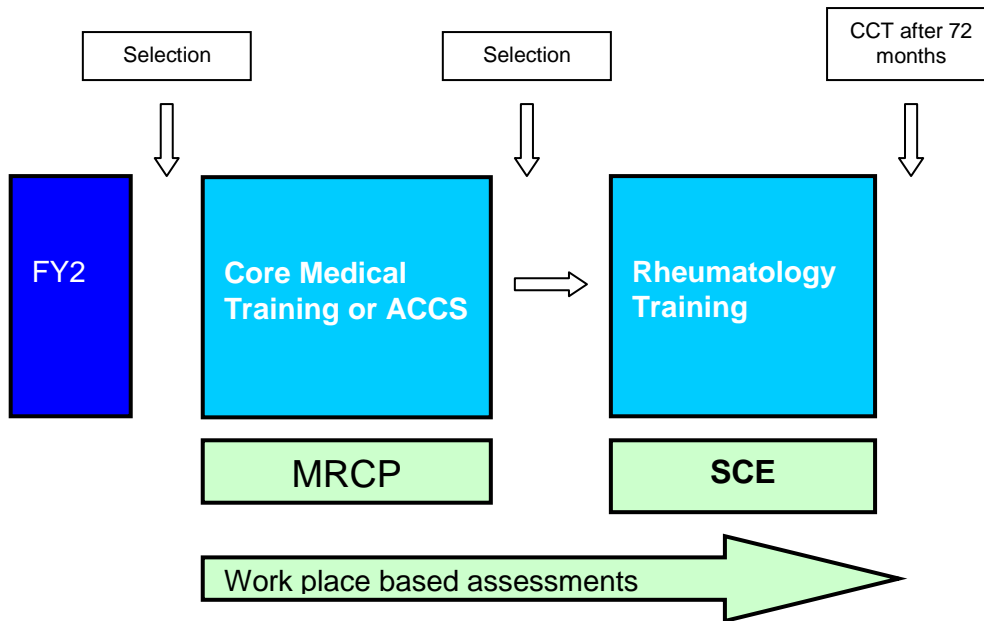 Selection
Selection
CCT after 72
months
FY2
Core Medical
Training or ACCS
Rheumatology
Training
MRCP
SCE
Work place based assessments